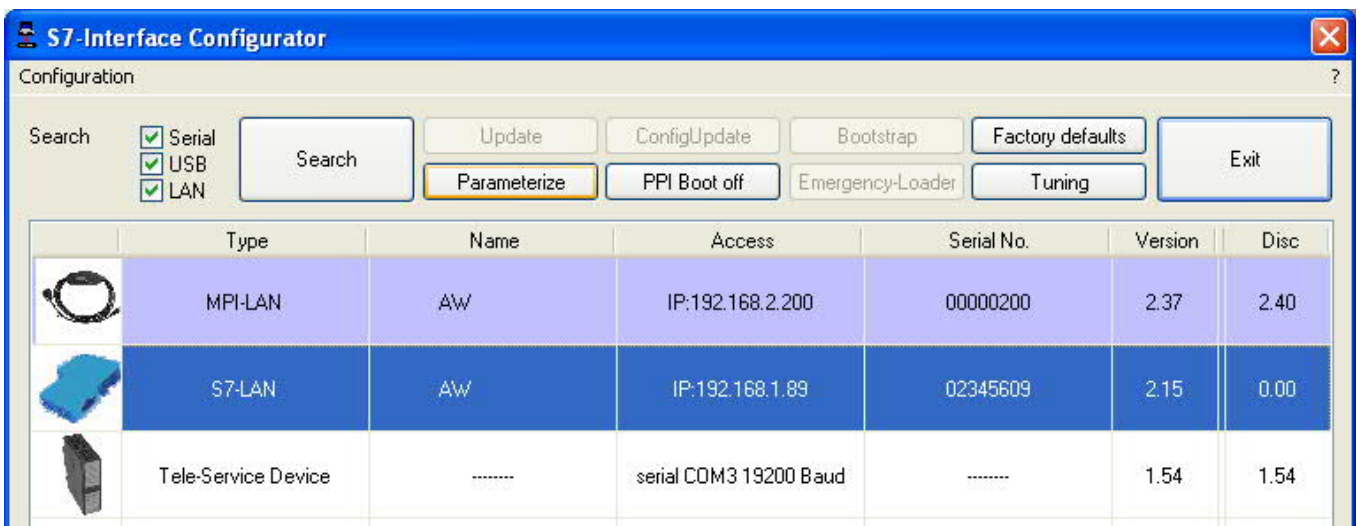 S7-Interface Configurator
Configuration ?
Search Serial USB LAN Search Update ConfigUpdate Bootstrap Factory defaults Exit
Parameterize PPI Boot off Emergency-Loader Tuning
Type Name Access Serial No. Version Disc
MPI-LAN AW IP:192.168.2.200 00000200 2.37 2.40
S7-LAN AW IP:192.168.1.89 02345609 2.15 0.00
Tele-Service Device -------- serial COM3 19200 Baud -------- 1.54 1.54